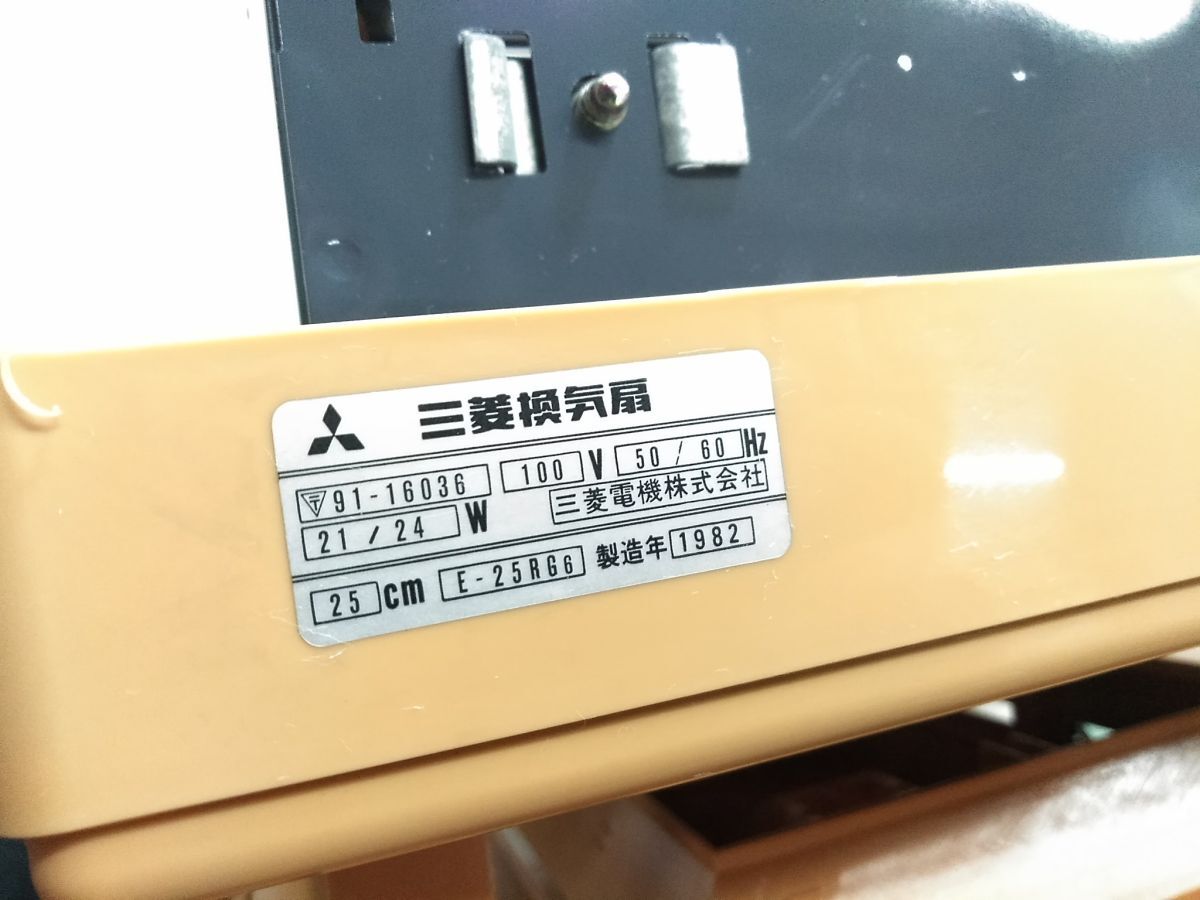 三菱換気扇
〒91-16036 100 V 50 / 60 Hz
21 / 24 W 三菱電機株式会社
25 cm E-25RG6 製造年 1982